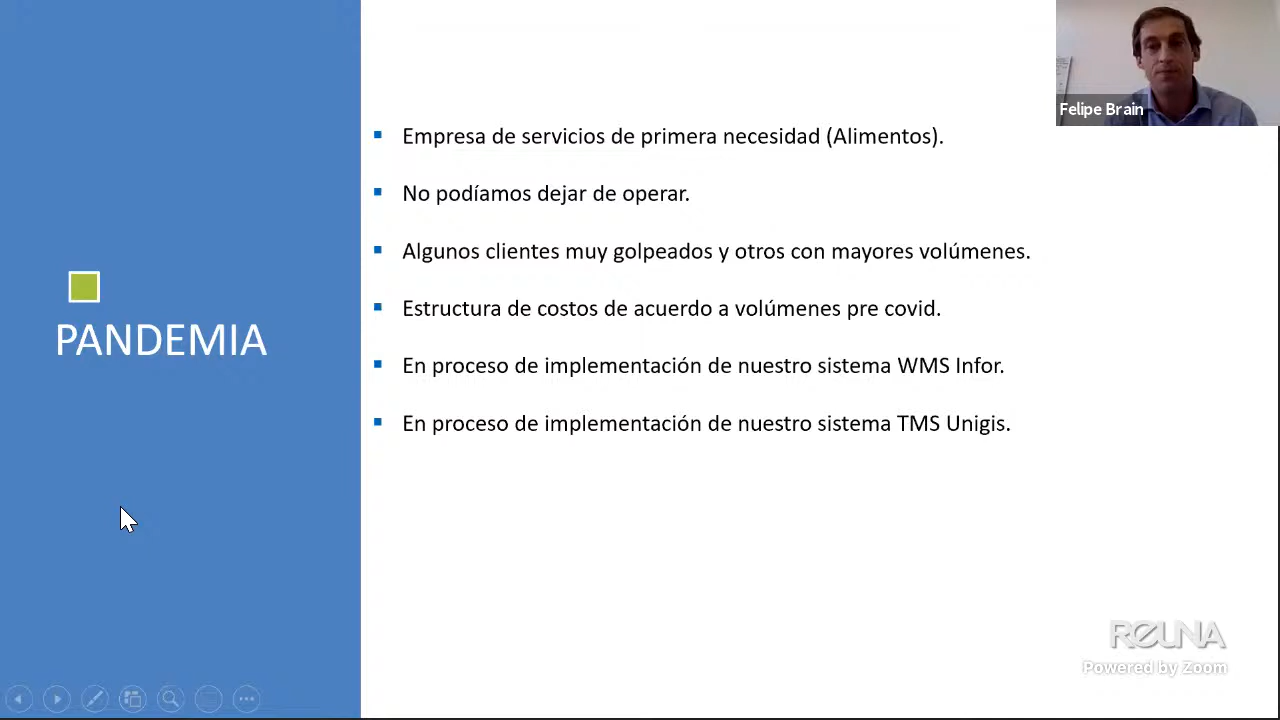 Felipe Brain
PANDEMIA
Empresa de servicios de primera necesidad (Alimentos).
No podíamos dejar de operar.
Algunos clientes muy golpeados y otros con mayores volúmenes.
Estructura de costos de acuerdo a volúmenes pre covid.
En proceso de implementación de nuestro sistema WMS Infor.
En proceso de implementación de nuestro sistema TMS Unigis.
REUNA
Powered by Zoom